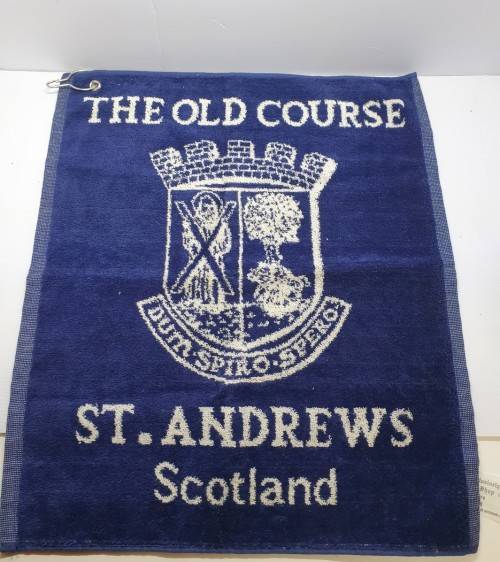 THE OLD COURSE
DUM·SPIRO·SPERO
ST. ANDREWS
Scotland